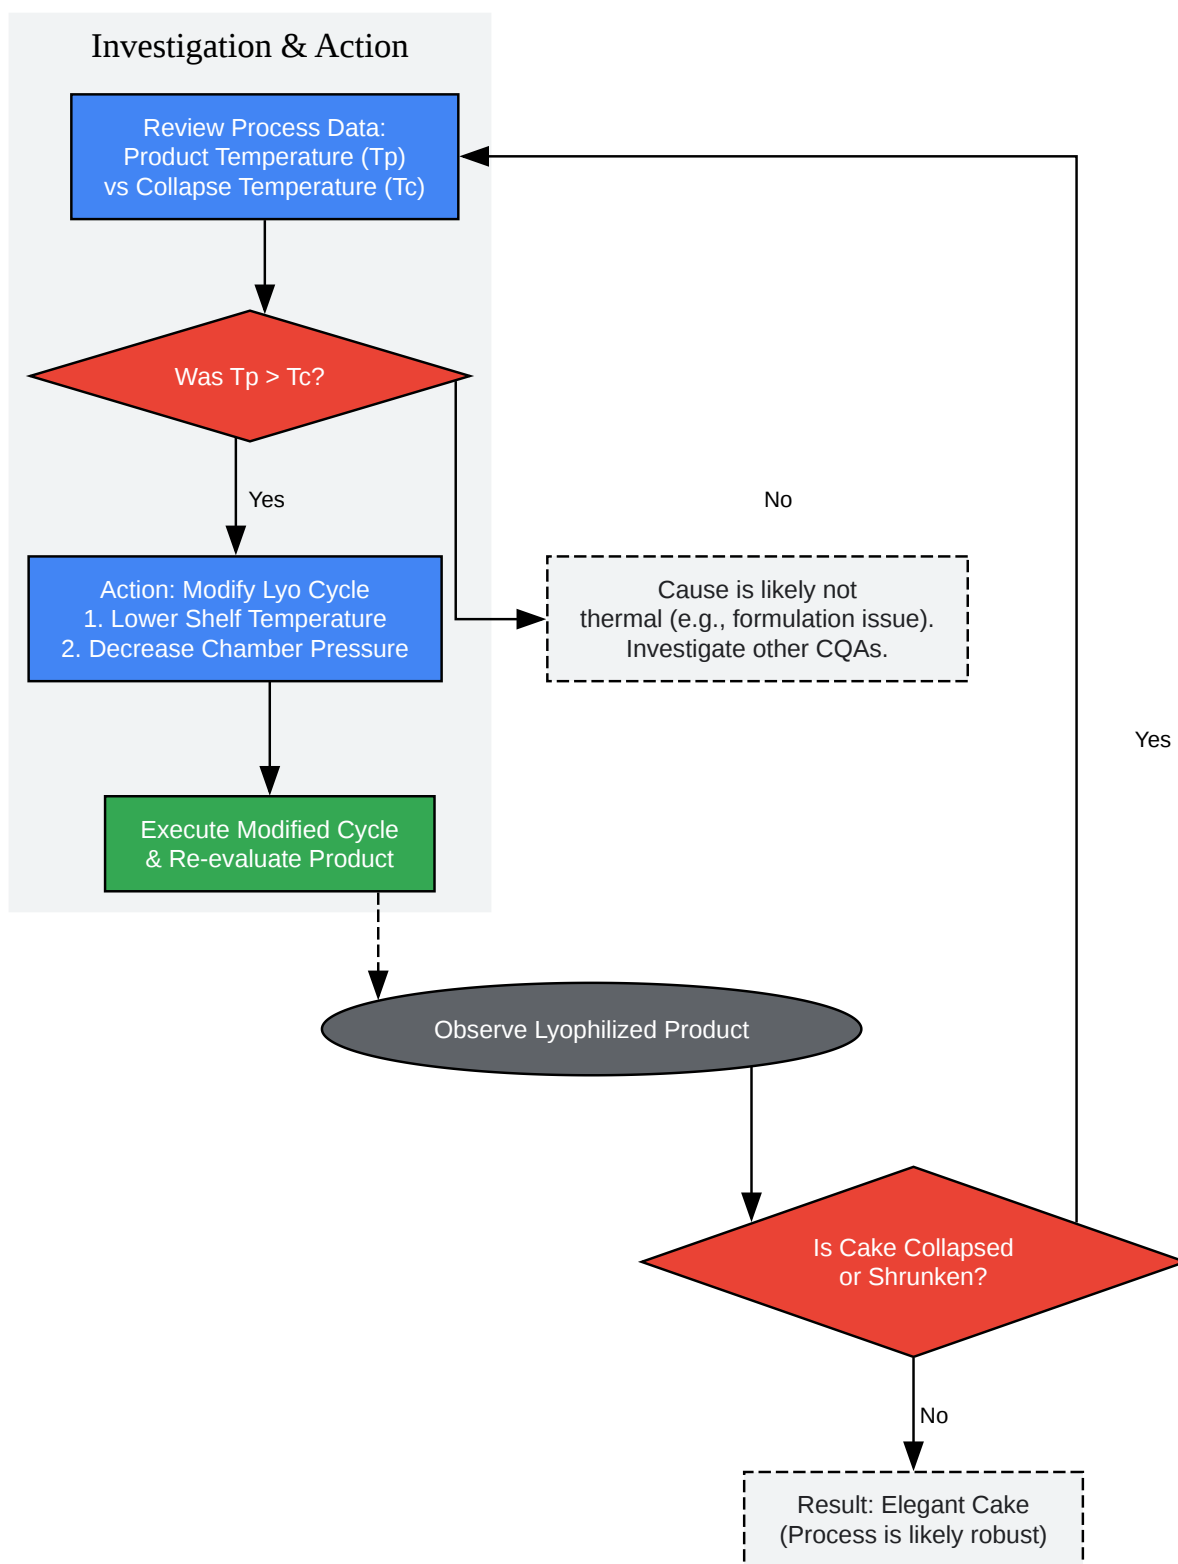 Investigation & Action
Review Process Data:
Product Temperature (Tp)
vs Collapse Temperature (Tc)
Was Tp > Tc?
Yes
No
Action: Modify Lyo Cycle
1. Lower Shelf Temperature
2. Decrease Chamber Pressure
Cause is likely not
thermal (e.g., formulation issue).
Investigate other CQAs.
Yes
Execute Modified Cycle
& Re-evaluate Product
Observe Lyophilized Product
Is Cake Collapsed
or Shrunken?
No
Result: Elegant Cake
(Process is likely robust)